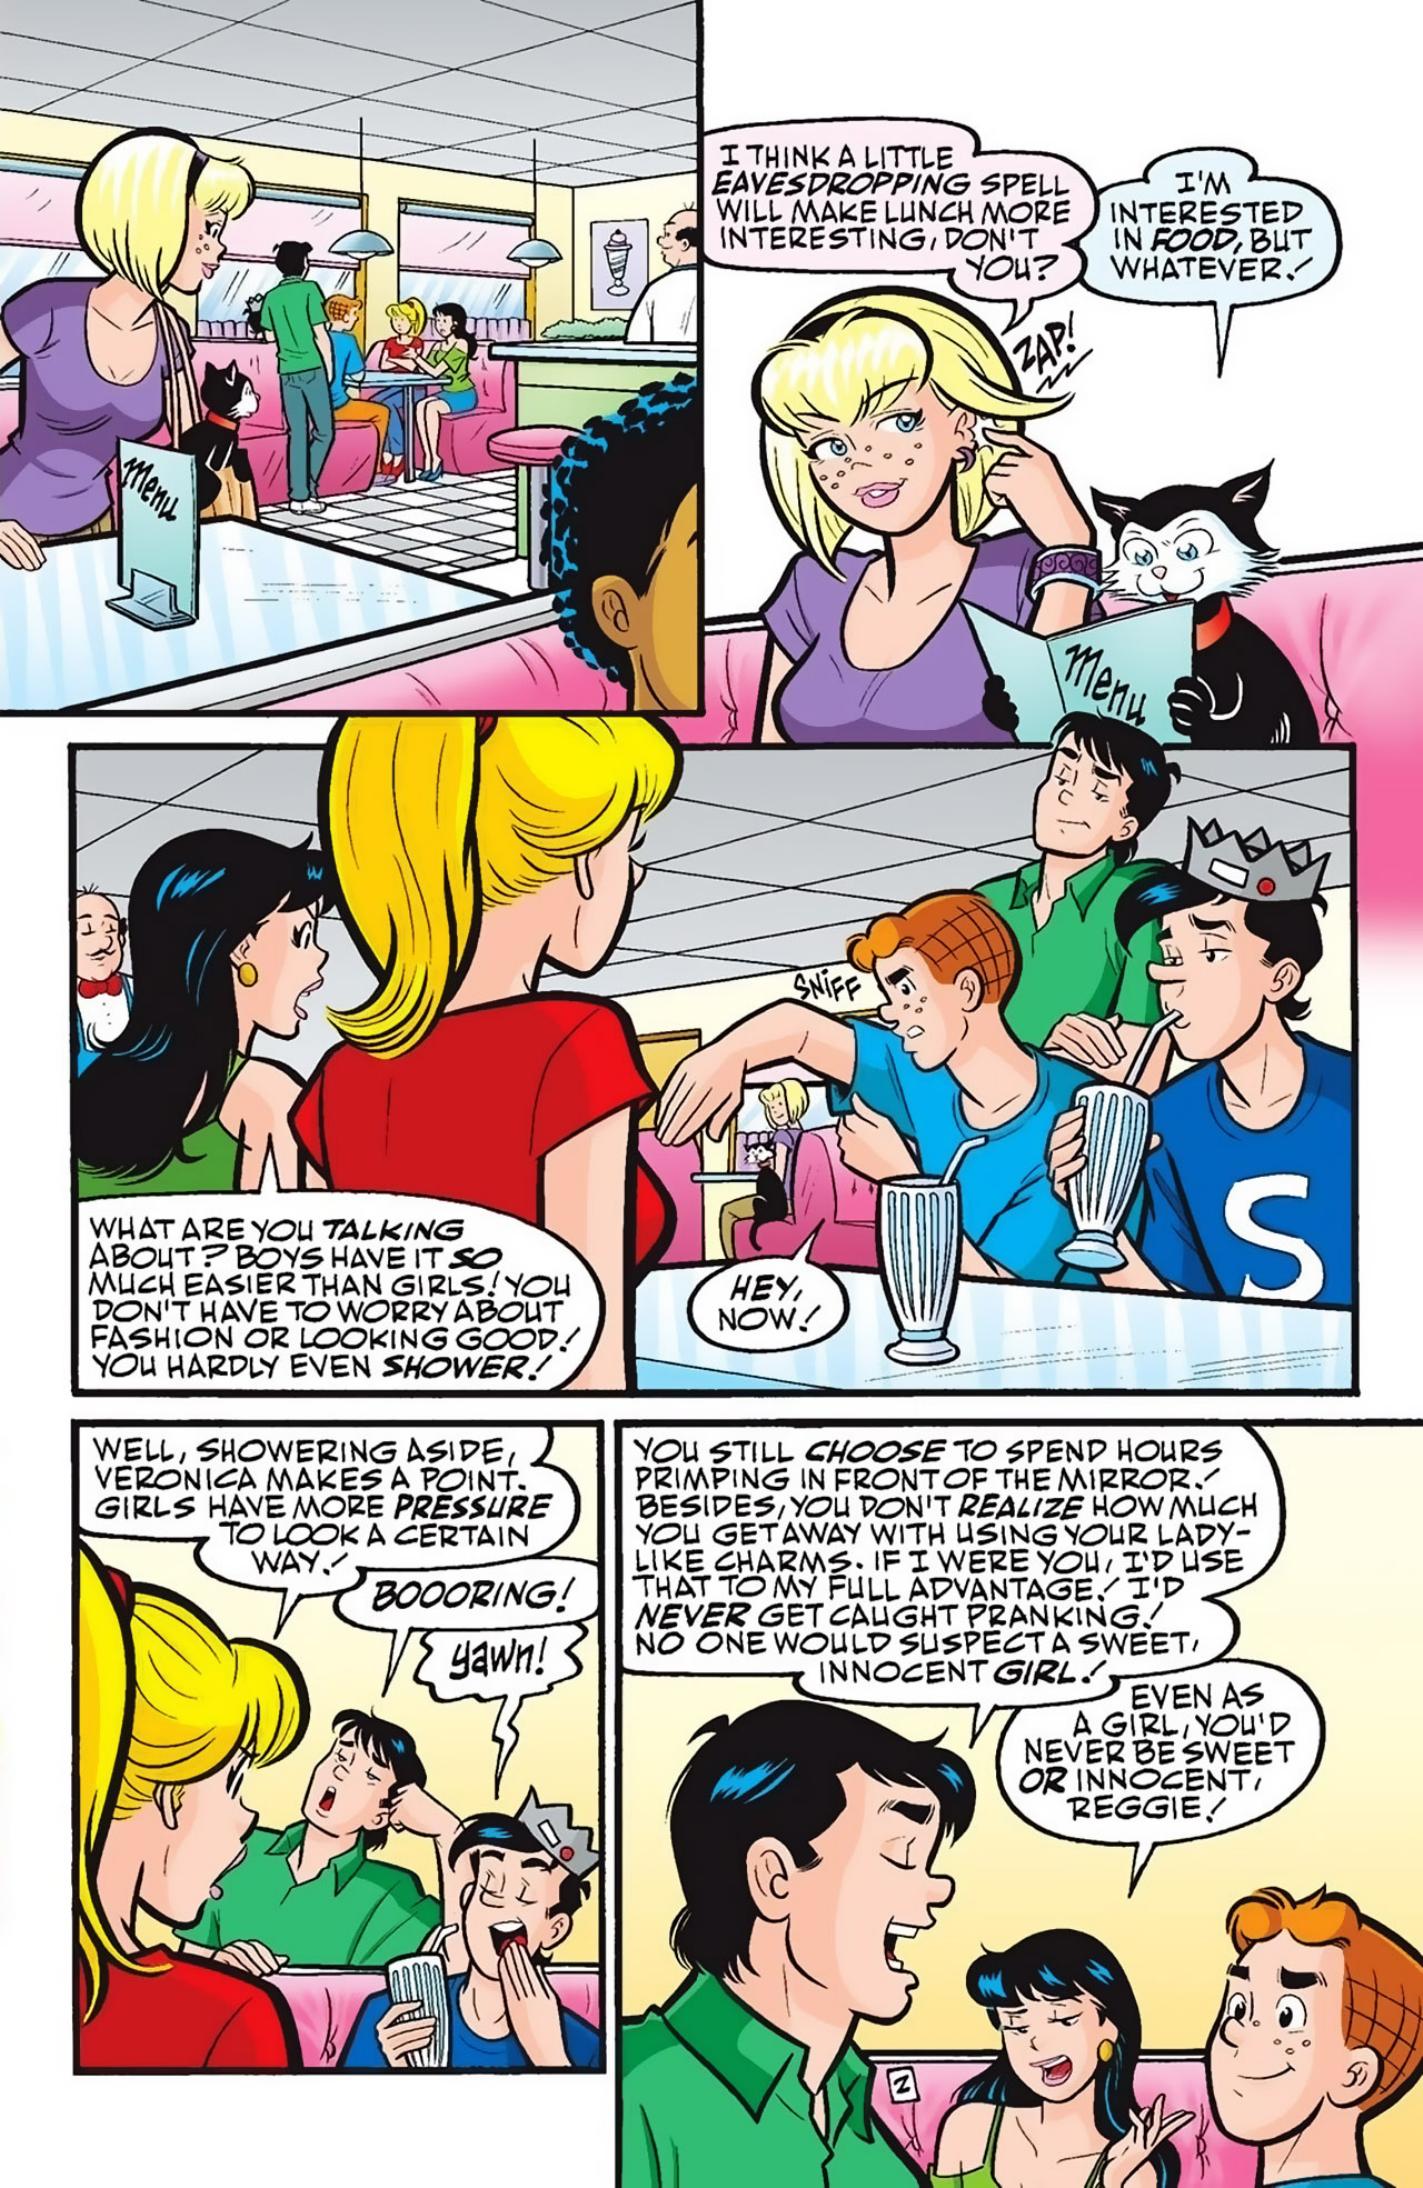 Menu
I THINK A LITTLE
EAVESDROPPING SPELL
WILL MAKE LUNCH MORE
INTERESTING, DON'T
YOU?
I'M
INTERESTED
IN FOOD, BUT
WHATEVER!
ZAP!
Menu
SNIFF
S
WHAT ARE YOU TALKING
ABOUT? BOYS HAVE IT SO
MUCH EASIER THAN GIRLS! YOU
DON'T HAVE TO WORRY ABOUT
FASHION OR LOOKING GOOD!
YOU HARDLY EVEN SHOWER!
HEY,
NOW!
WELL, SHOWERING ASIDE,
VERONICA MAKES A POINT.
GIRLS HAVE MORE PRESSURE
TO LOOK A CERTAIN
WAY!
BOOORING!
YAWN!
YOU STILL CHOOSE TO SPEND HOURS
PRIMPING IN FRONT OF THE MIRROR!
BESIDES, YOU DON'T REALIZE HOW MUCH
YOU GET AWAY WITH USING YOUR LADY-
LIKE CHARMS. IF I WERE YOU, I'D USE
THAT TO MY FULL ADVANTAGE! I'D
NEVER GET CAUGHT PRANKING!
NO ONE WOULD SUSPECT A SWEET,
INNOCENT GIRL!
EVEN AS
A GIRL, YOU'D
NEVER BE SWEET
OR INNOCENT,
REGGIE!
2